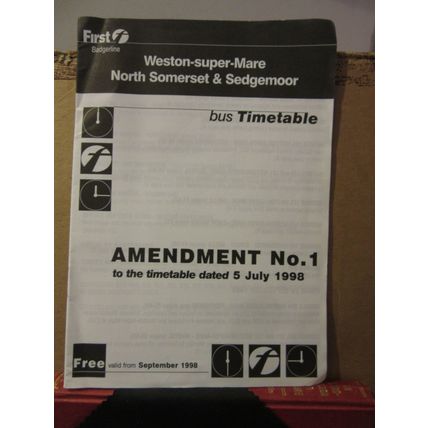 First
Badgerline
Weston-super-Mare
North Somerset & Sedgemoor
bus Timetable
AMENDMENT No.1
to the timetable dated 5 July 1998
Free valid from September 1998